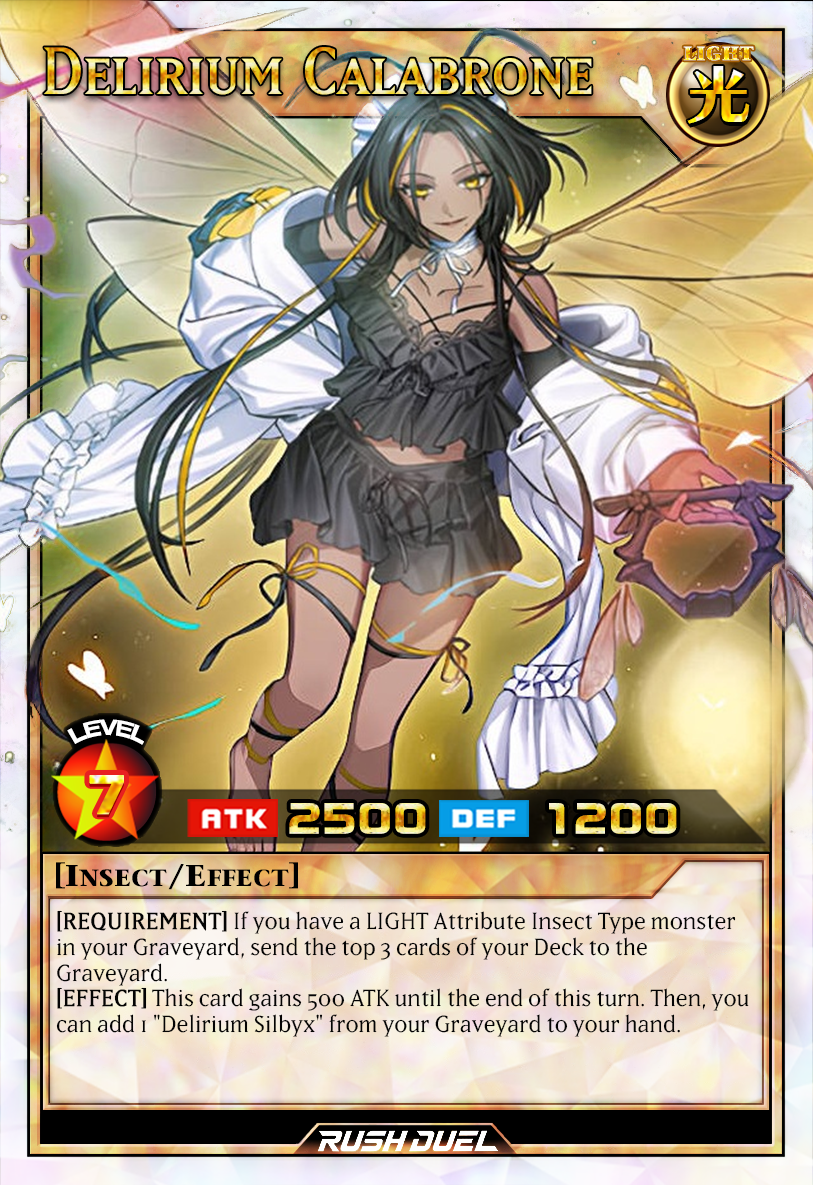 Delirium Calabrone
LIGHT
光
LEVEL
7
ATK 2500 DEF 1200
[Insect/Effect]
[REQUIREMENT] If you have a LIGHT Attribute Insect Type monster
in your Graveyard, send the top 3 cards of your Deck to the
Graveyard.
[EFFECT] This card gains 500 ATK until the end of this turn. Then, you
can add 1 "Delirium Silbyx" from your Graveyard to your hand.
RUSH DUEL